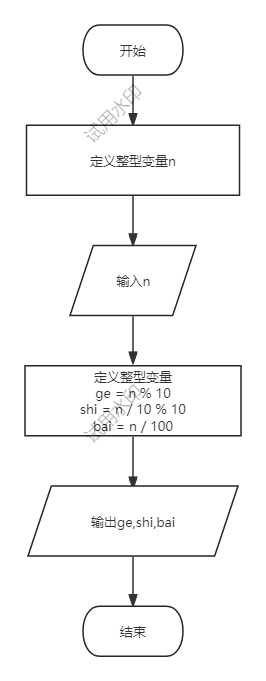 开始
试用水印
定义整型变量n
输入n
定义整型变量
ge = n % 10
shi = n / 10 % 10
bai = n / 100
试用水印
输出ge,shi,bai
结束